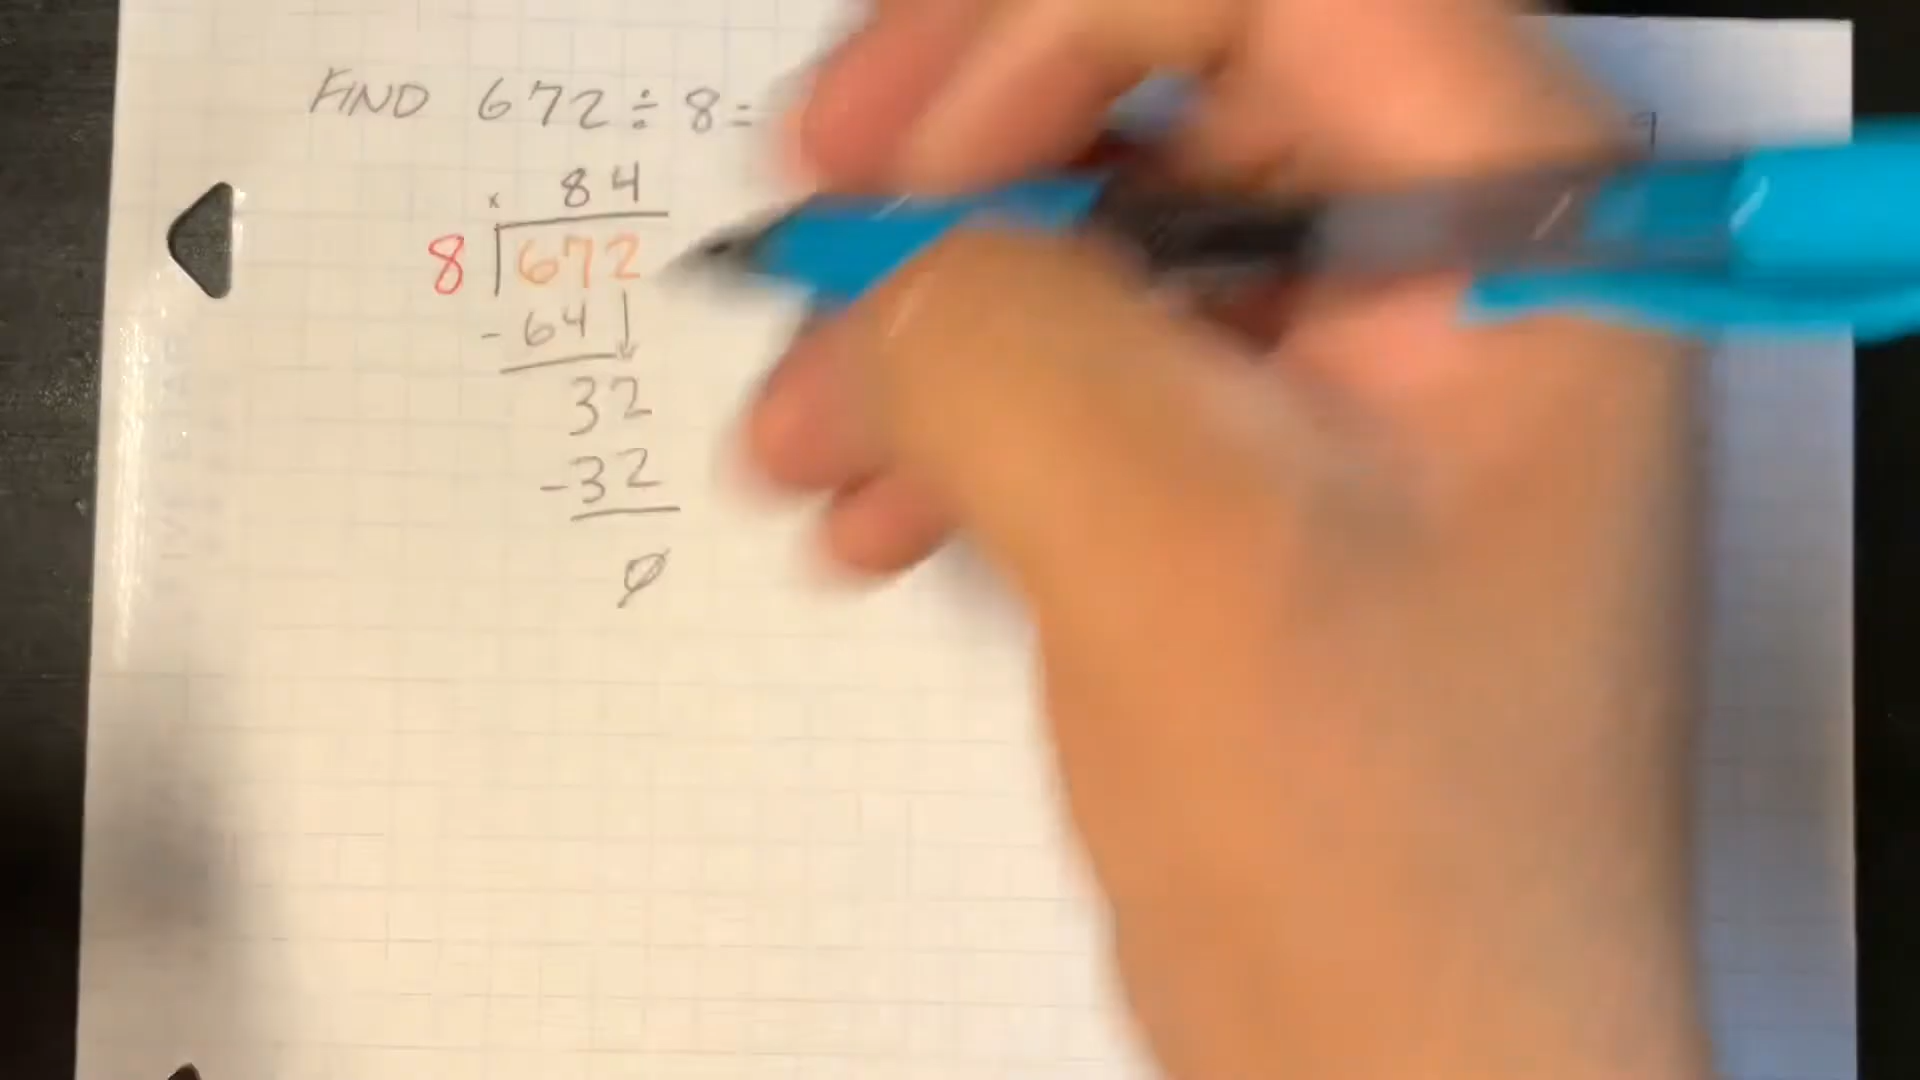 FIND 672 ÷ 8 =
x 84
8 672
- 64 ↓
32
- 32
0